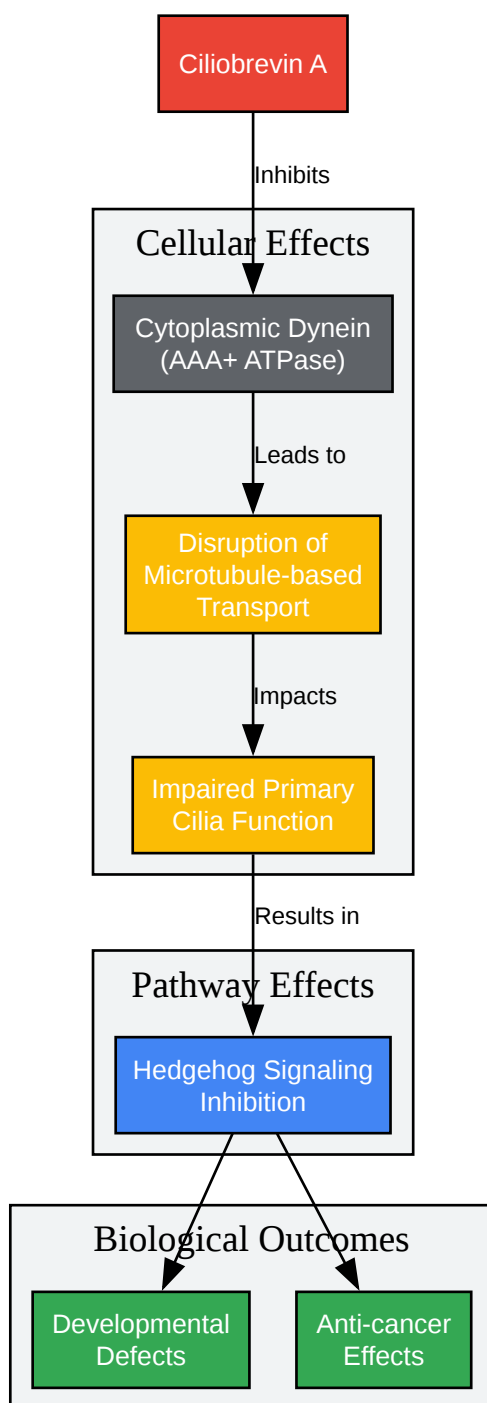 Ciliobrevin A
Inhibits
Cellular Effects
Cytoplasmic Dynein
(AAA+ ATPase)
Leads to
Disruption of
Microtubule-based
Transport
Impacts
Impaired Primary
Cilia Function
Results in
Pathway Effects
Hedgehog Signaling
Inhibition
Biological Outcomes
Developmental
Defects
Anti-cancer
Effects